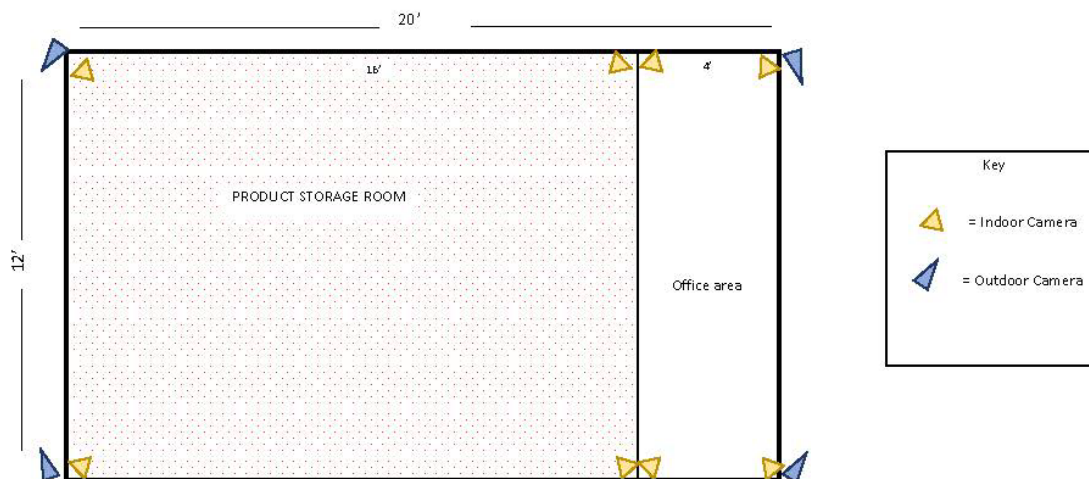 20'
16'
4'
PRODUCT STORAGE ROOM
12'
Office area
Key
= Indoor Camera
= Outdoor Camera